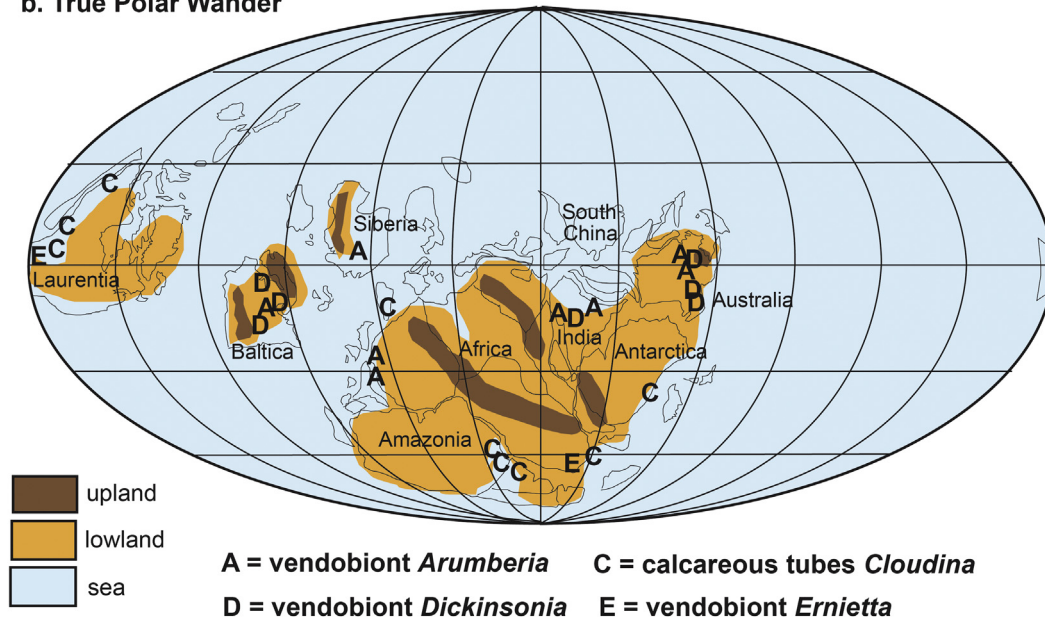 b. True Polar Wander
C
C
Siberia
South
China
E C
A
A D
Laurentia
A
D
D
D
Australia
A D
C
A D A
D
India
Baltica
A
Africa
Antarctica
A
C
Amazonia
C
C
C
E C
upland
lowland
sea
A = vendobiont Arumberia
C = calcareous tubes Cloudina
D = vendobiont Dickinsonia
E = vendobiont Ernietta